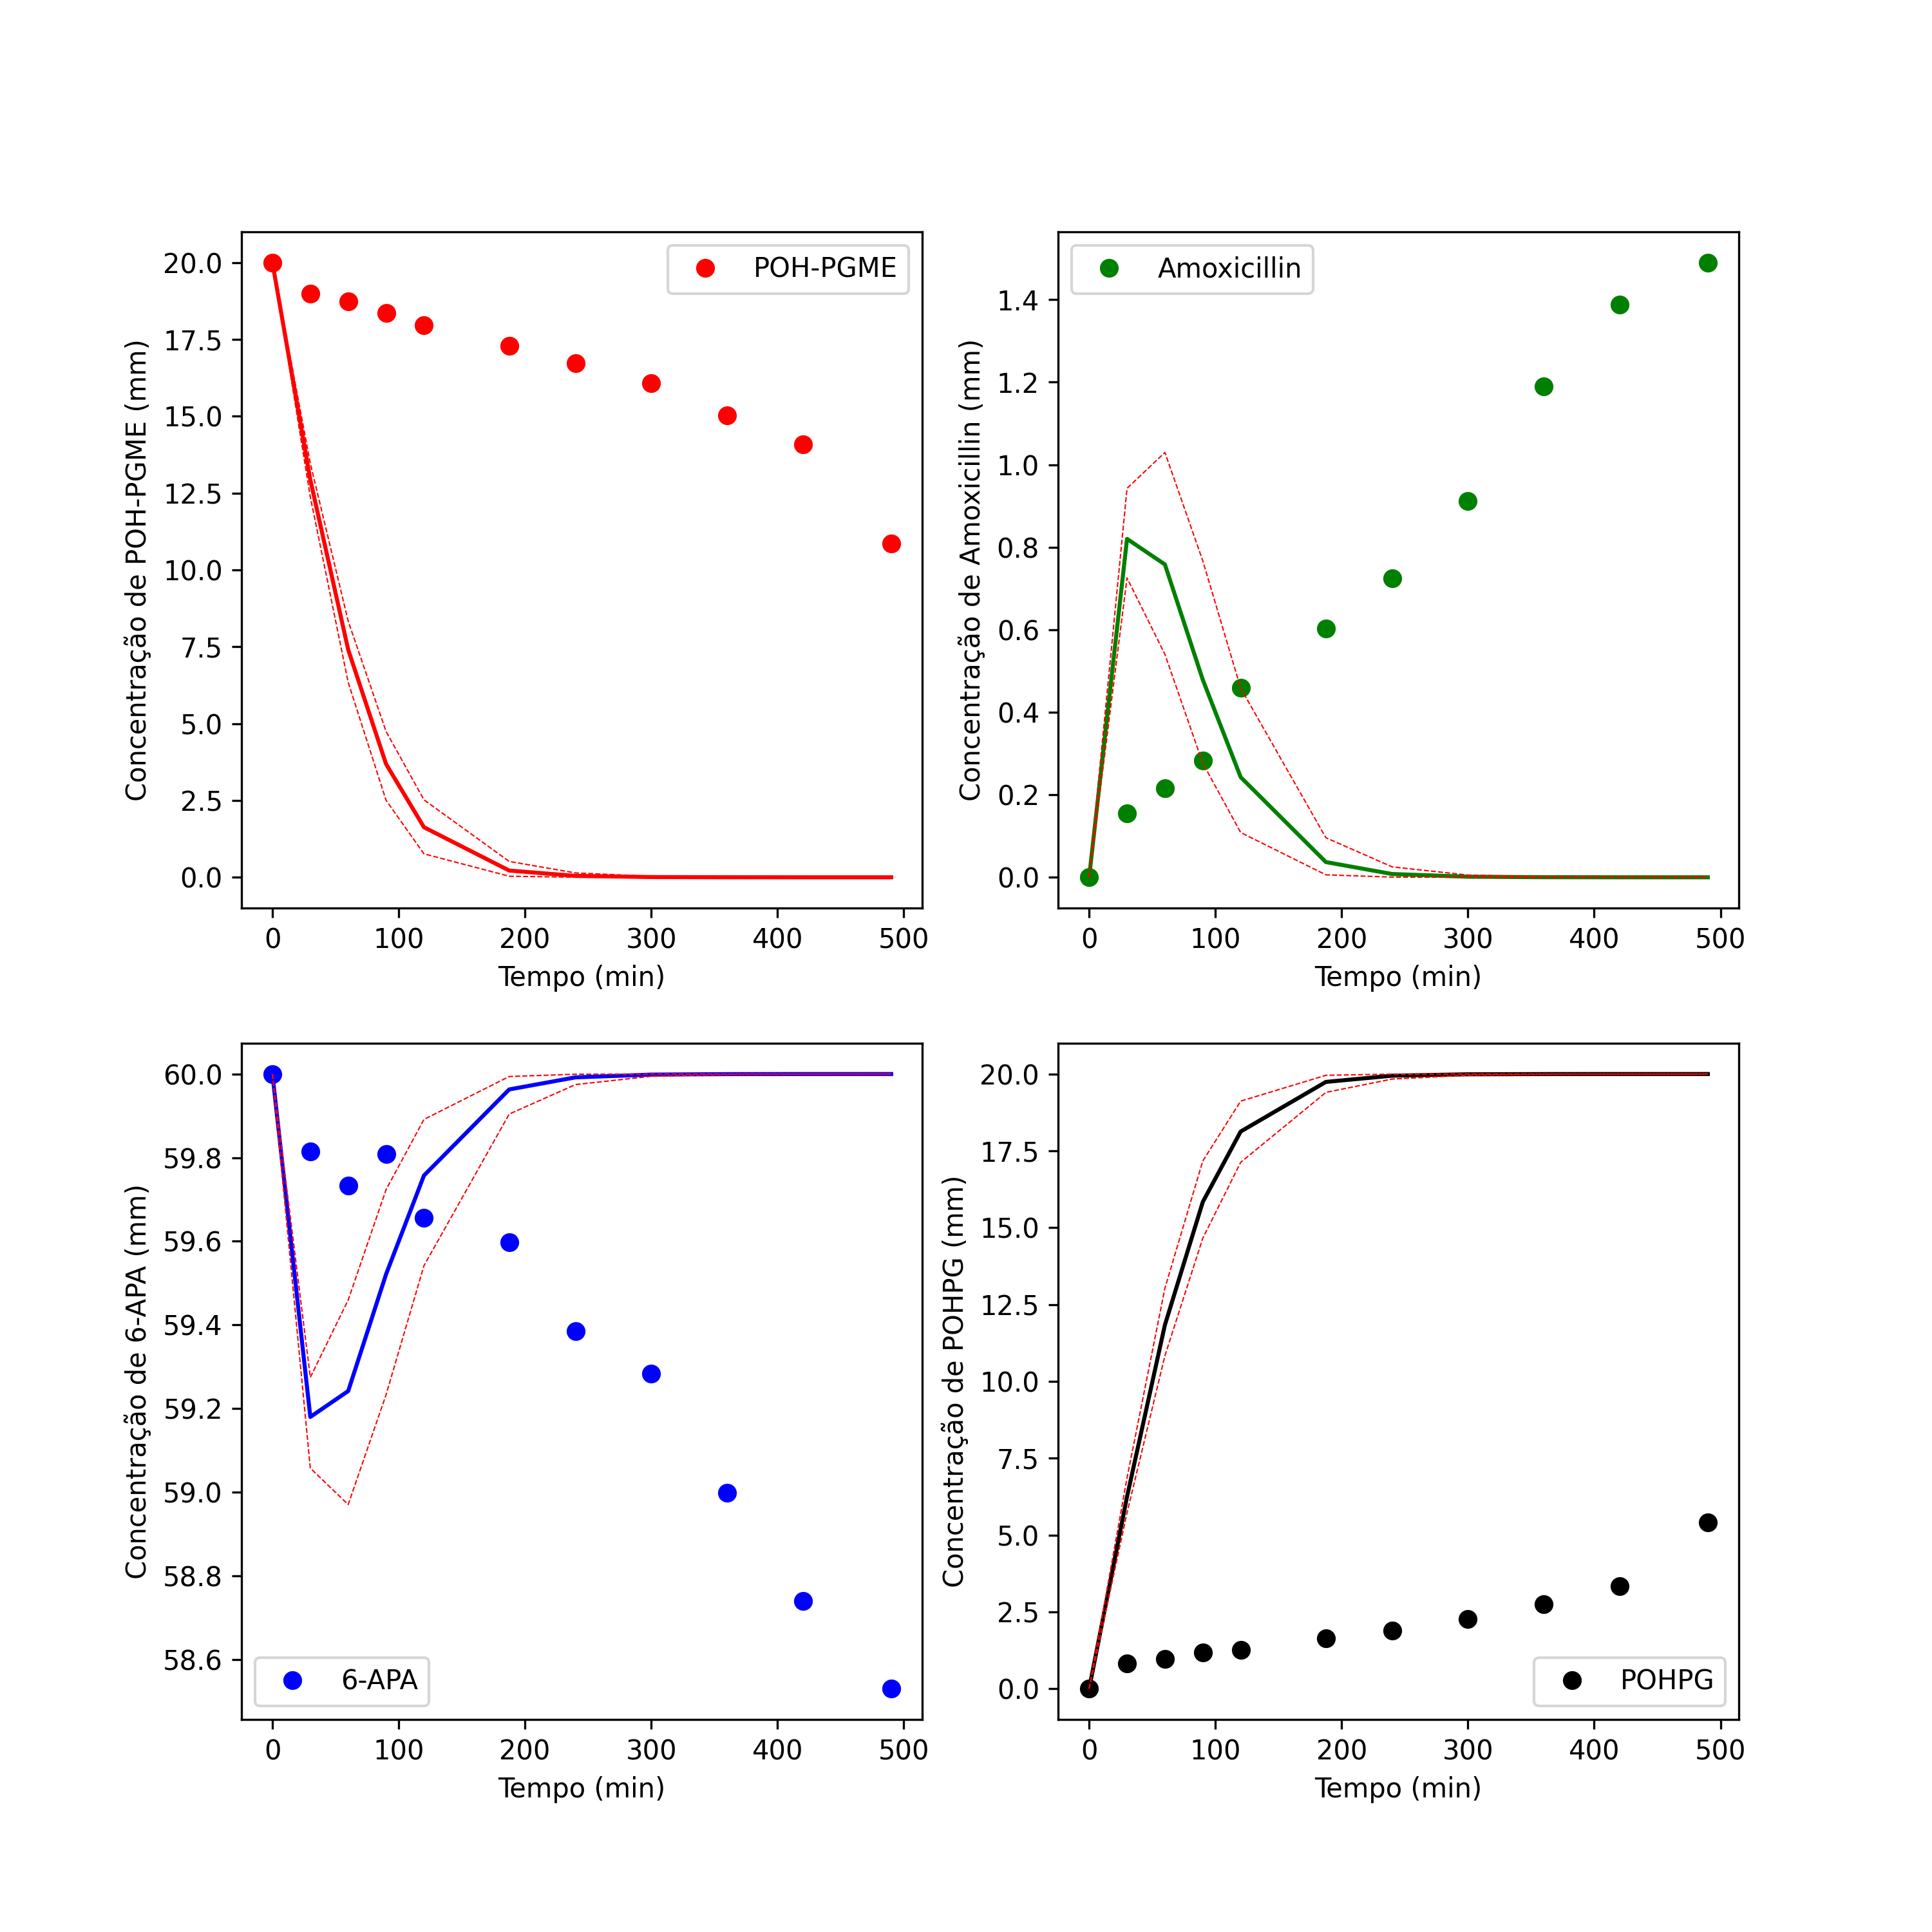 POH-PGME
Concentração de POH-PGME (mm)
20.0
17.5
15.0
12.5
10.0
7.5
5.0
2.5
0.0
0 100 200 300 400 500
Tempo (min)
Amoxicillin
Concentração de Amoxicillin (mm)
1.4
1.2
1.0
0.8
0.6
0.4
0.2
0.0
0 100 200 300 400 500
Tempo (min)
Concentração de 6-APA (mm)
60.0
59.8
59.6
59.4
59.2
59.0
58.8
58.6
6-APA
0 100 200 300 400 500
Tempo (min)
Concentração de POHPG (mm)
20.0
17.5
15.0
12.5
10.0
7.5
5.0
2.5
0.0
POHPG
0 100 200 300 400 500
Tempo (min)